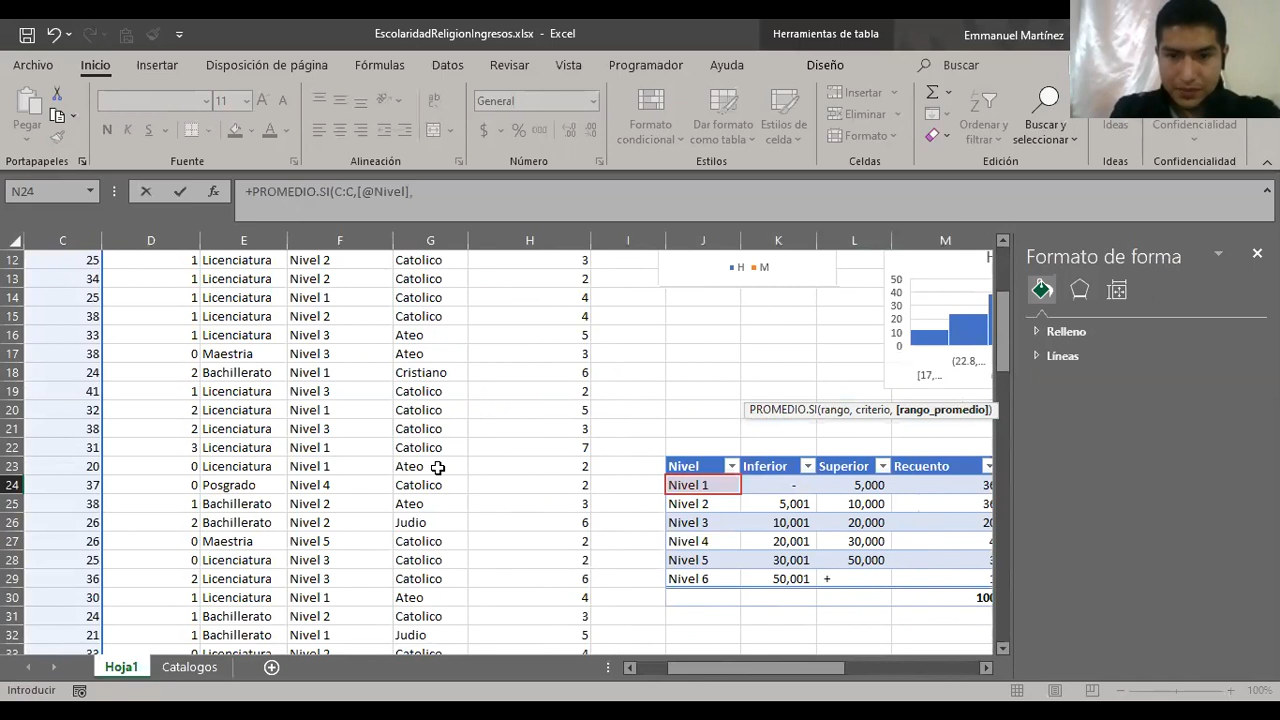 EscolaridadReligionIngresos.xlsx - Excel
Herramientas de tabla
Emmanuel Martínez
Archivo Inicio Insertar Disposición de página Fórmulas Datos Revisar Vista Programador Ayuda Diseño Buscar
Pegar
11
N K S
General
000
Formato condicional
Dar formato como tabla
Estilos de celda
Insertar
Eliminar
Formato
Ordenar y filtrar
Buscar y seleccionar
Ideas
Confidencialidad
Portapapeles Fuente Alineación Número Estilos Celdas Edición Ideas Confidencialidad
N24
+PROMEDIO.SI(C:C,[@Nivel],
C D E F G H I J K L M
12 25 1 Licenciatura Nivel 2 Catolico 3
13 34 1 Licenciatura Nivel 2 Catolico 2
14 25 1 Licenciatura Nivel 1 Catolico 4
15 38 1 Licenciatura Nivel 2 Catolico 4
16 33 1 Licenciatura Nivel 3 Ateo 5
17 38 0 Maestria Nivel 3 Ateo 3
18 24 2 Bachillerato Nivel 1 Cristiano 6
19 41 1 Licenciatura Nivel 3 Catolico 2
20 32 2 Licenciatura Nivel 1 Catolico 5
21 38 2 Licenciatura Nivel 3 Catolico 3
22 31 3 Licenciatura Nivel 1 Catolico 7
23 20 0 Licenciatura Nivel 1 Ateo 2 Nivel Inferior Superior Recuento
24 37 0 Posgrado Nivel 4 Catolico 2 Nivel 1 - 5,000 36
25 38 1 Bachillerato Nivel 2 Ateo 3 Nivel 2 5,001 10,000 36
26 26 2 Bachillerato Nivel 2 Judio 6 Nivel 3 10,001 20,000 20
27 26 0 Maestria Nivel 5 Catolico 2 Nivel 4 20,001 30,000 4
28 25 0 Licenciatura Nivel 3 Catolico 2 Nivel 5 30,001 50,000
29 36 2 Licenciatura Nivel 3 Catolico 6 Nivel 6 50,001 + 1
30 30 1 Licenciatura Nivel 1 Ateo 4 100
31 24 1 Bachillerato Nivel 2 Catolico 3
32 21 1 Bachillerato Nivel 1 Judio 5
33 33 0 Licenciatura Nivel 2 Catolico 4
H M
H
50
40
30
20
10
0
(22.8,...
[17,...
PROMEDIO.SI(rango, criterio, [rango_promedio])
Formato de forma
Relleno
Líneas
Hoja1 Catalogos
Introducir
100%